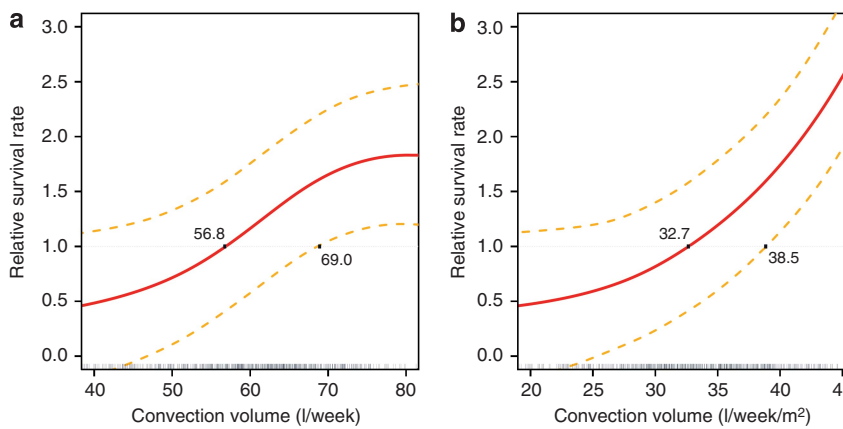 a
3.0
2.5
2.0
1.5
1.0
0.5
0.0
Relative survival rate
56.8
69.0
40 50 60 70 80
Convection volume (l/week)
b
3.0
2.5
2.0
1.5
1.0
0.5
0.0
Relative survival rate
32.7
38.5
20 25 30 35 40 45
Convection volume (l/week/m²)